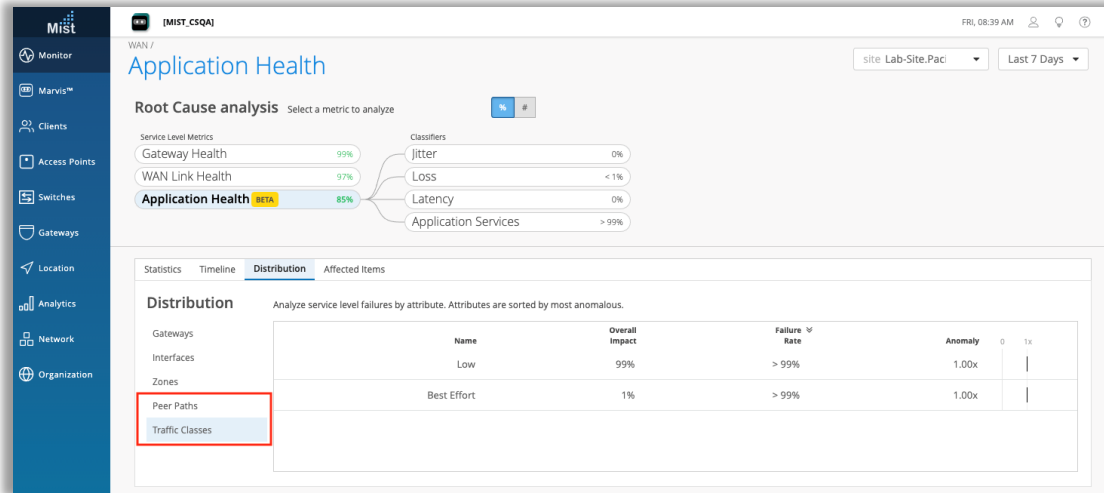 Mist
[MIST_CSQA]
FRI, 08:39 AM
Monitor
Marvis™
Clients
Access Points
Switches
Gateways
Location
Analytics
Network
Organization
WAN /
Application Health
site Lab-Site.Paci
Last 7 Days
Root Cause analysis Select a metric to analyze
% #
Service Level Metrics
Classifiers
Gateway Health 99%
Jitter 0%
WAN Link Health 97%
Loss < 1%
Application Health BETA 85%
Latency 0%
Application Services > 99%
Statistics Timeline Distribution Affected Items
Distribution
Analyze service level failures by attribute. Attributes are sorted by most anomalous.
Gateways
Interfaces
Zones
Peer Paths
Traffic Classes
Name Overall Impact Failure Rate Anomaly 0 1x
Low 99% > 99% 1.00x
Best Effort 1% > 99% 1.00x